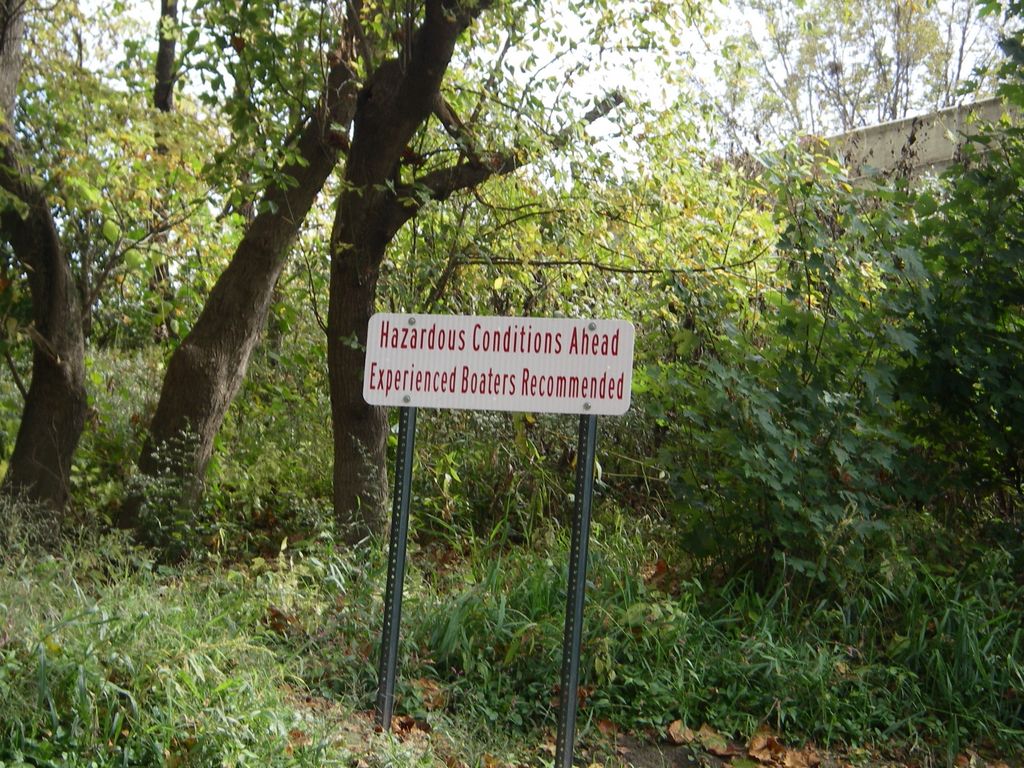 Hazardous Conditions Ahead
Experienced Boaters Recommended